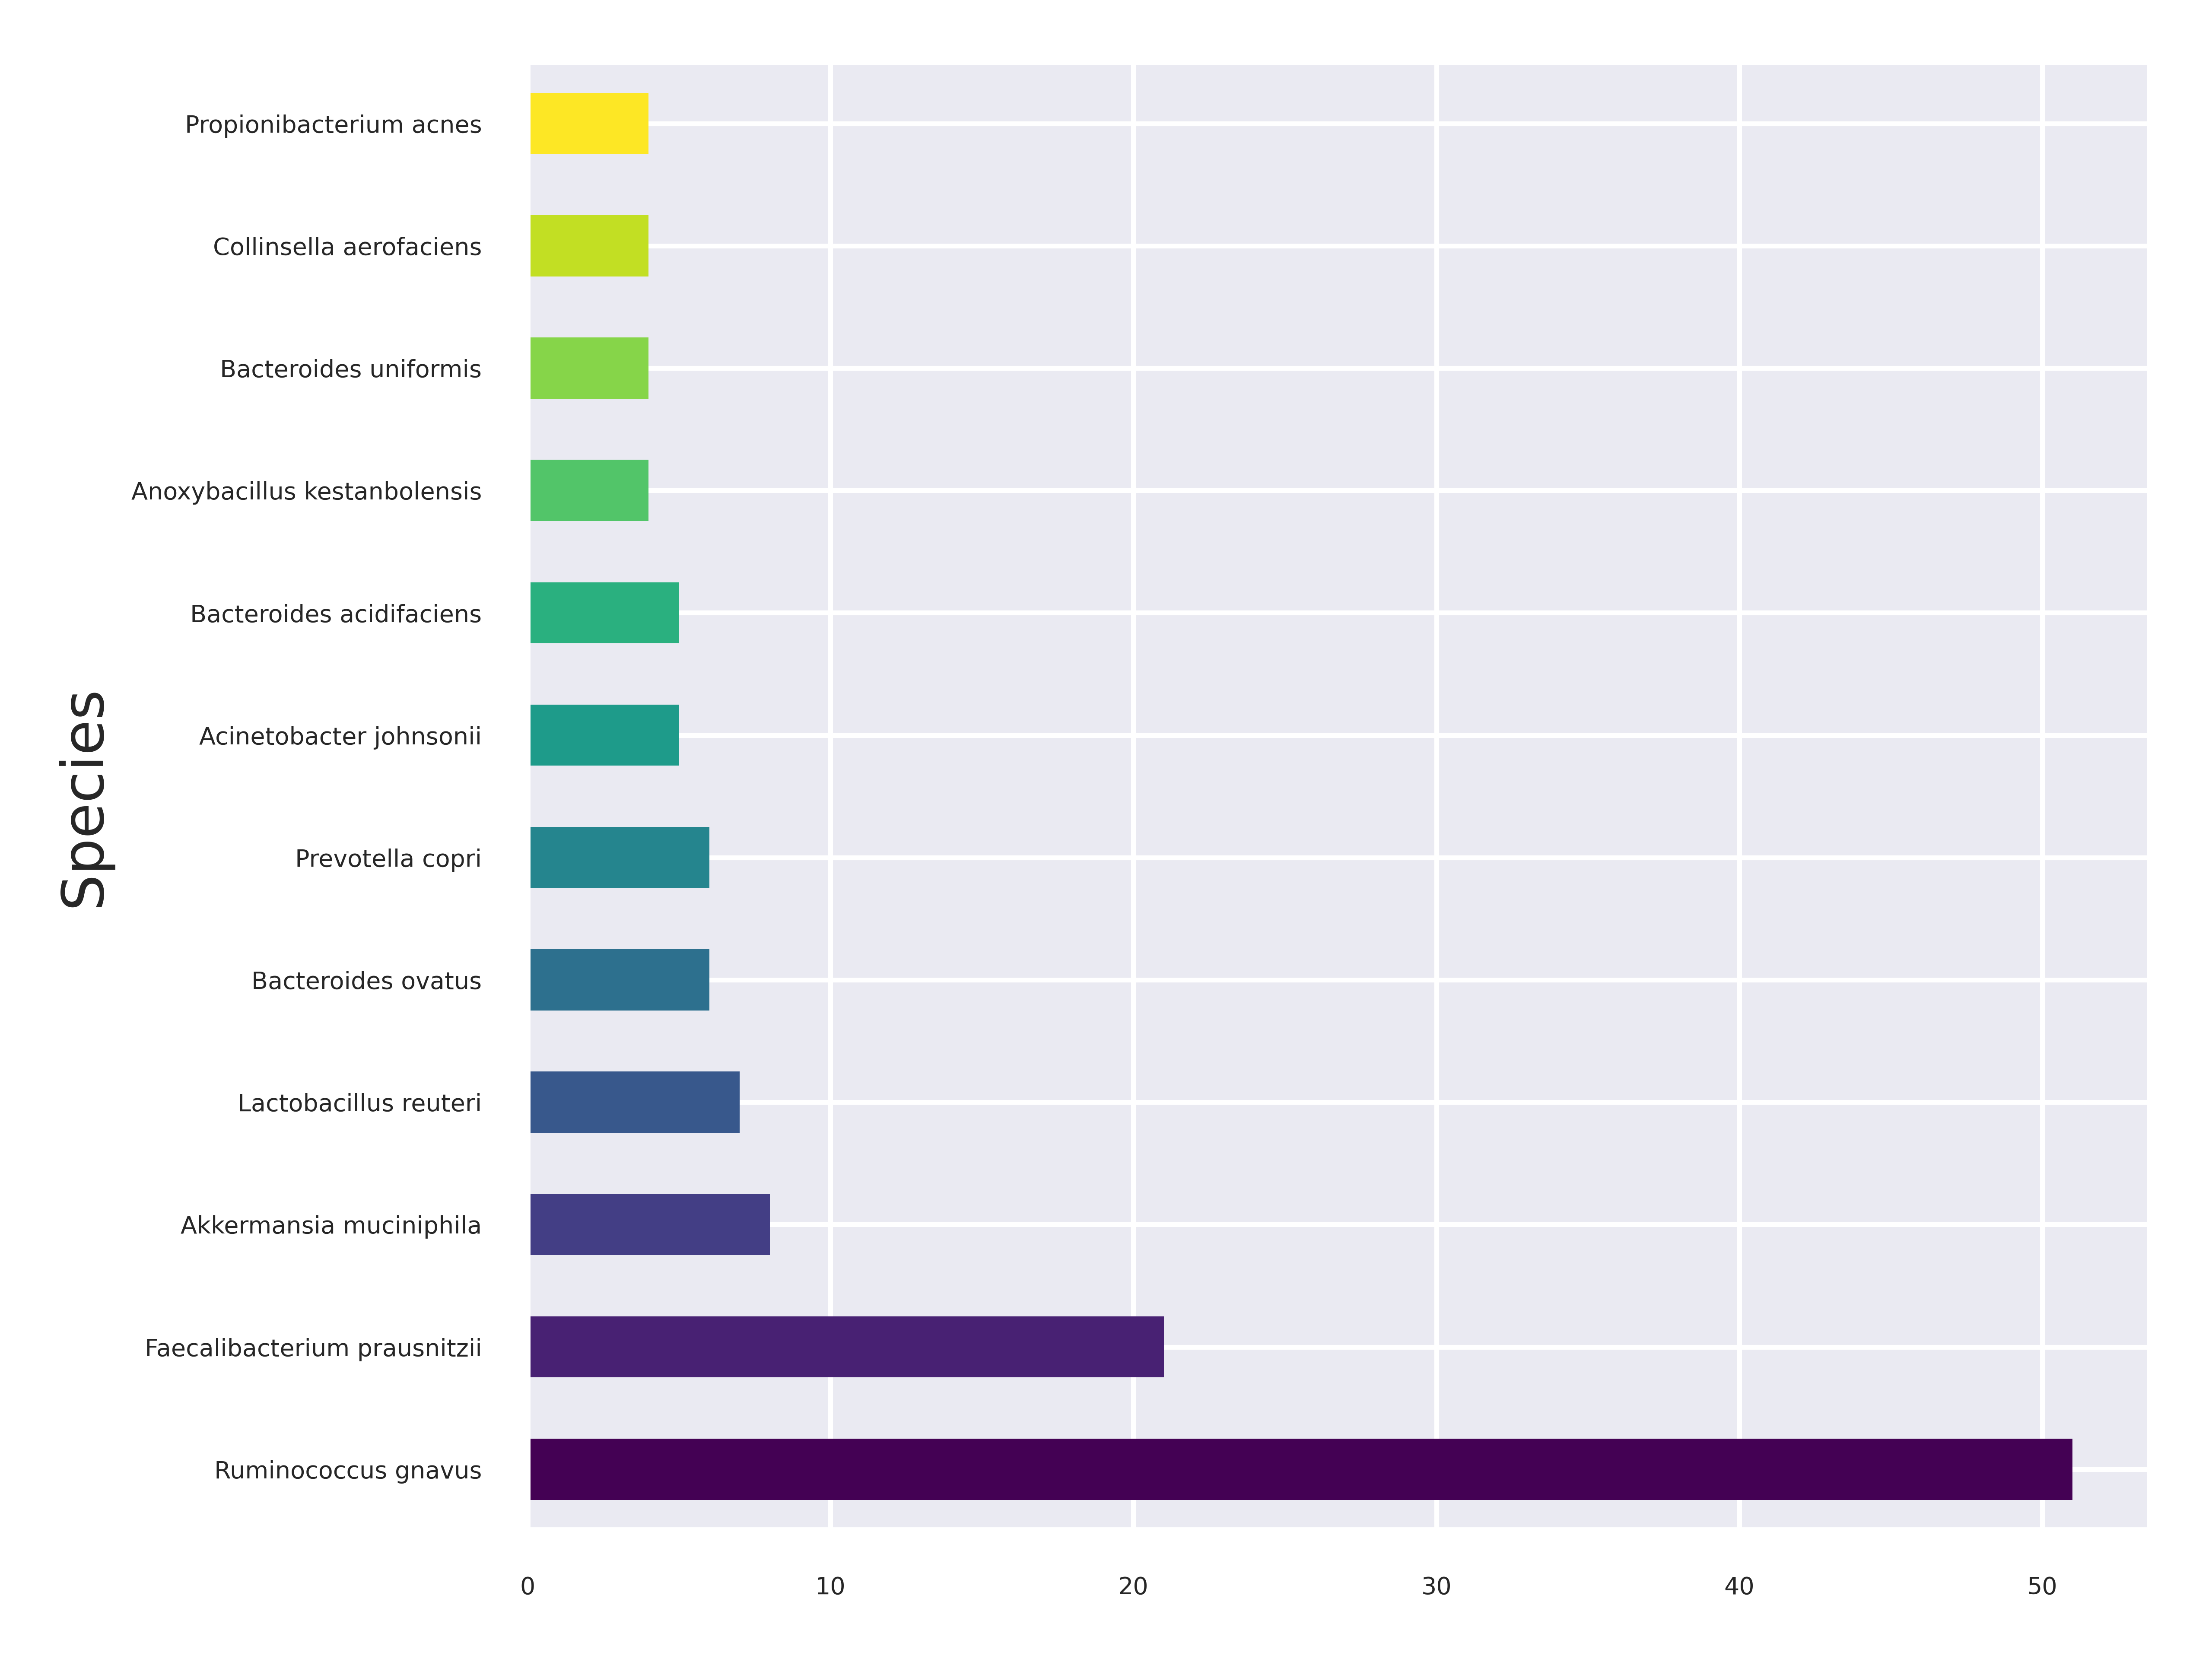 Species
Propionibacterium acnes
Collinsella aerofaciens
Bacteroides uniformis
Anoxybacillus kestanbolensis
Bacteroides acidifaciens
Acinetobacter johnsonii
Prevotella copri
Bacteroides ovatus
Lactobacillus reuteri
Akkermansia muciniphila
Faecalibacterium prausnitzii
Ruminococcus gnavus
0 10 20 30 40 50